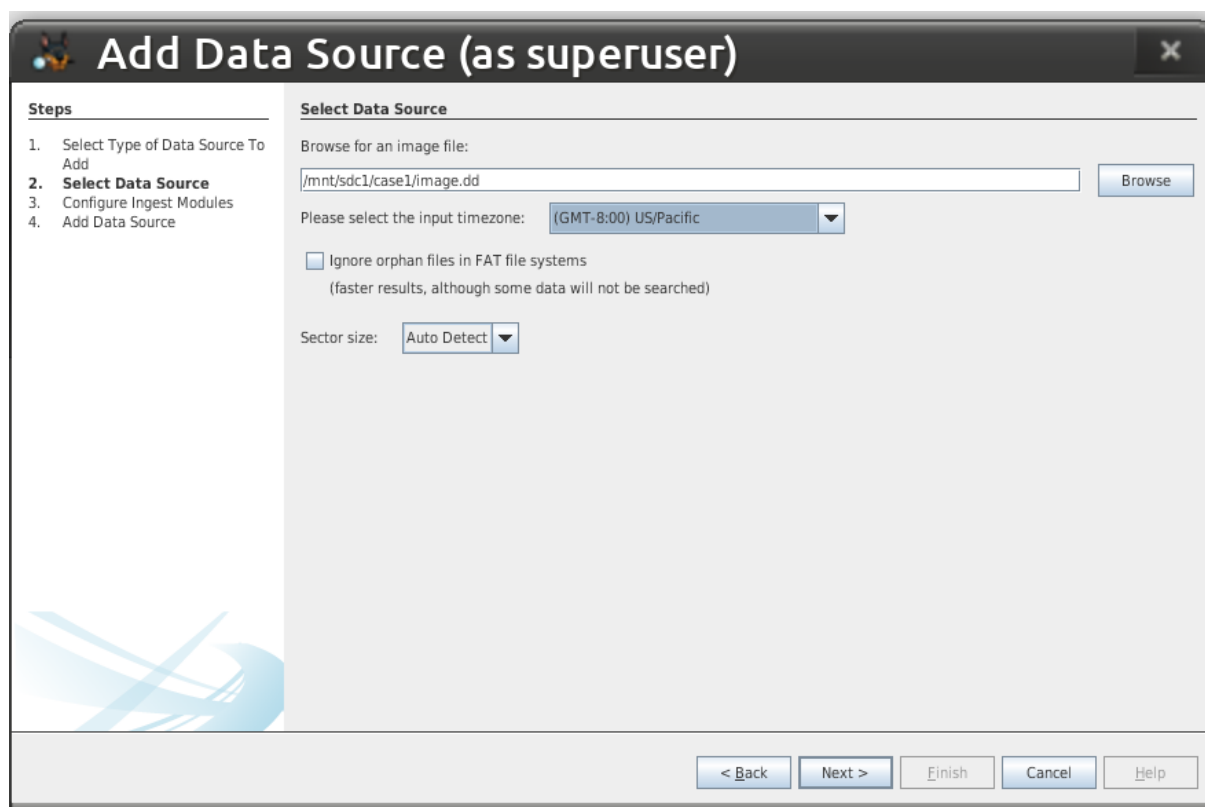 Add Data Source (as superuser)
Steps
1. Select Type of Data Source To
Add
2. Select Data Source
3. Configure Ingest Modules
4. Add Data Source
Select Data Source
Browse for an image file:
/mnt/sdc1/case1/image.dd
Browse
Please select the input timezone:
(GMT-8:00) US/Pacific
Ignore orphan files in FAT file systems
(faster results, although some data will not be searched)
Sector size:
Auto Detect
< Back
Next >
Finish
Cancel
Help